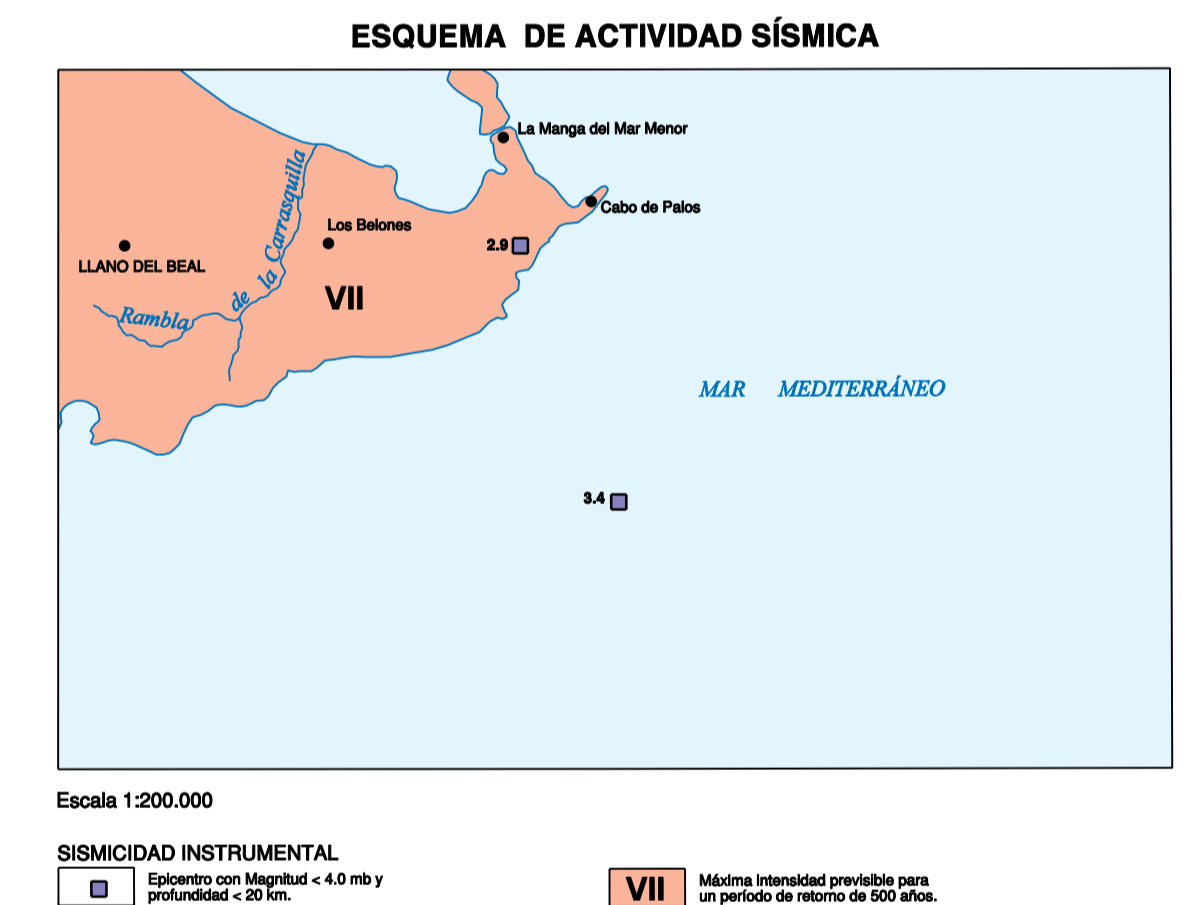 ESQUEMA DE ACTIVIDAD SÍSMICA
La Manga del Mar Menor
Cabo de Palos
Los Belones
2.9
LLANO DEL BEAL
Rambla de la Carrasquilla
VII
MAR MEDITERRÁNEO
3.4
Escala 1:200.000
SISMICIDAD INSTRUMENTAL
Epicentro con Magnitud < 4.0 mb y
profundidad < 20 km.
VII
Máxima intensidad previsible para
un período de retorno de 500 años.